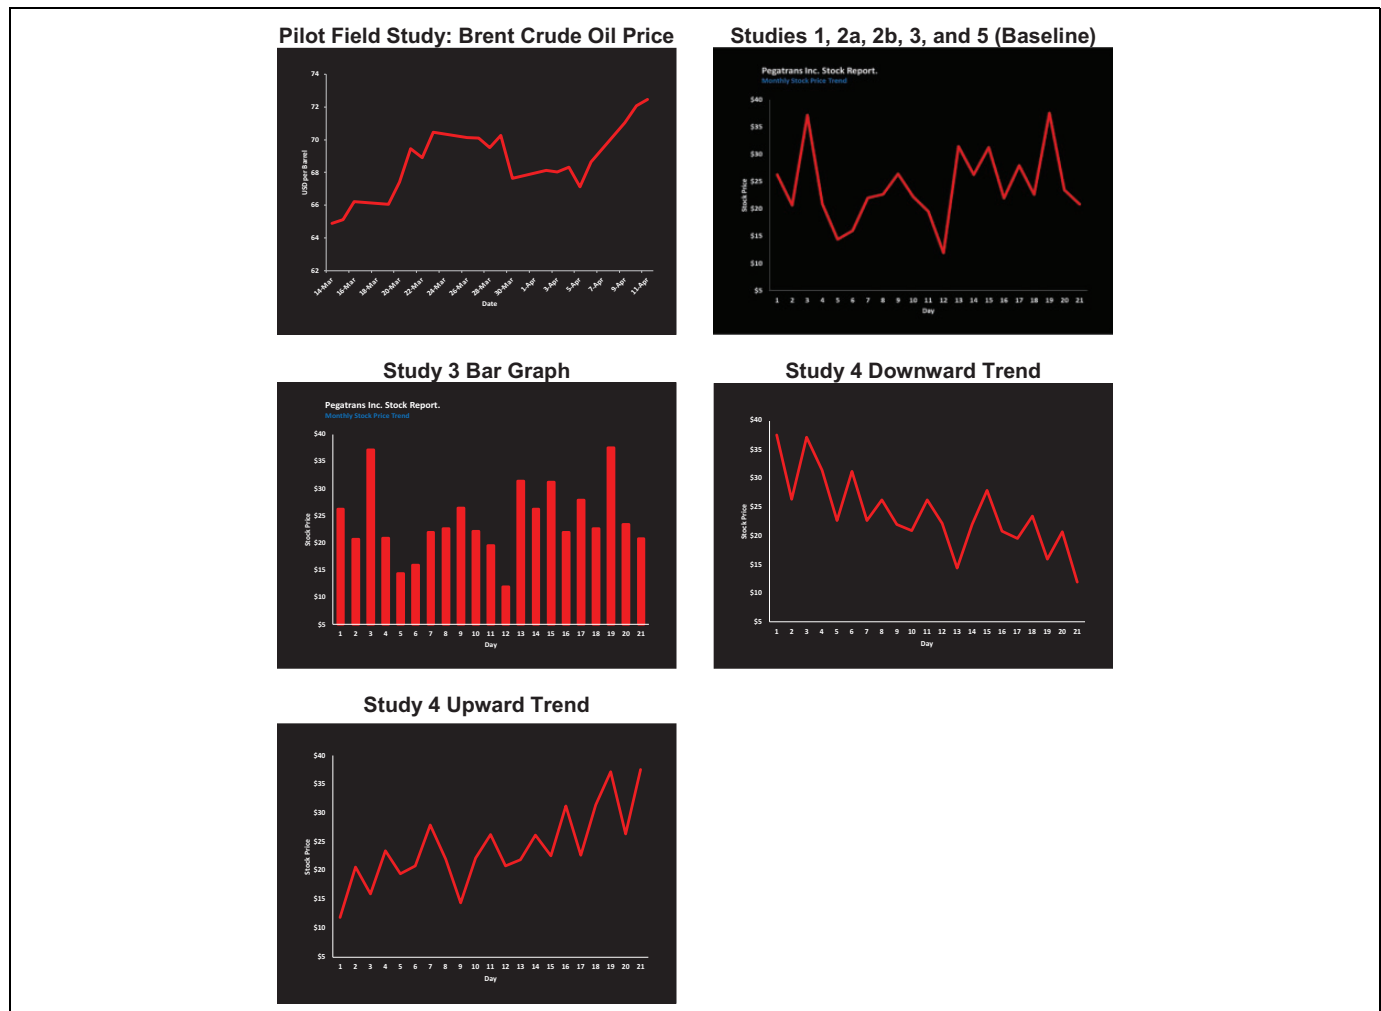 Pilot Field Study: Brent Crude Oil Price
74
72
70
68
66
64
62
USD per Barrel
14-Mar
16-Mar
18-Mar
20-Mar
22-Mar
24-Mar
26-Mar
28-Mar
30-Mar
1-Apr
3-Apr
5-Apr
7-Apr
9-Apr
11-Apr
Date
Studies 1, 2a, 2b, 3, and 5 (Baseline)
Pegatrans Inc. Stock Report.
Monthly Stock Price Trend
$40
$35
$30
$25
$20
$15
$10
$5
Stock Price
1 2 3 4 5 6 7 8 9 10 11 12 13 14 15 16 17 18 19 20 21
Day
Study 3 Bar Graph
Pegatrans Inc. Stock Report.
Monthly Stock Price Trend
$40
$35
$30
$25
$20
$15
$10
$5
Stock Price
1 2 3 4 5 6 7 8 9 10 11 12 13 14 15 16 17 18 19 20 21
Day
Study 4 Downward Trend
$40
$35
$30
$25
$20
$15
$10
$5
Stock Price
1 2 3 4 5 6 7 8 9 10 11 12 13 14 15 16 17 18 19 20 21
Day
Study 4 Upward Trend
$40
$35
$30
$25
$20
$15
$10
$5
Stock Price
1 2 3 4 5 6 7 8 9 10 11 12 13 14 15 16 17 18 19 20 21
Day